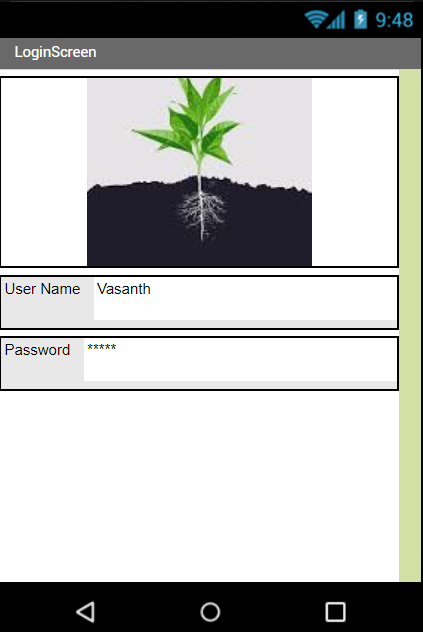 9:48
LoginScreen
User Name Vasanth
Password *****